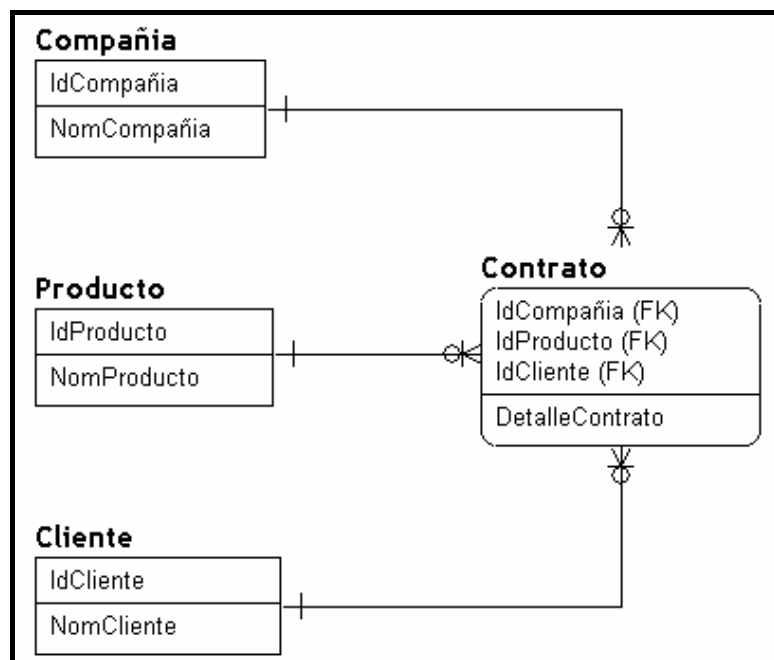 Compañia
IdCompañia
NomCompañia
Producto
IdProducto
NomProducto
Contrato
IdCompañia (FK)
IdProducto (FK)
IdCliente (FK)
DetalleContrato
Cliente
IdCliente
NomCliente